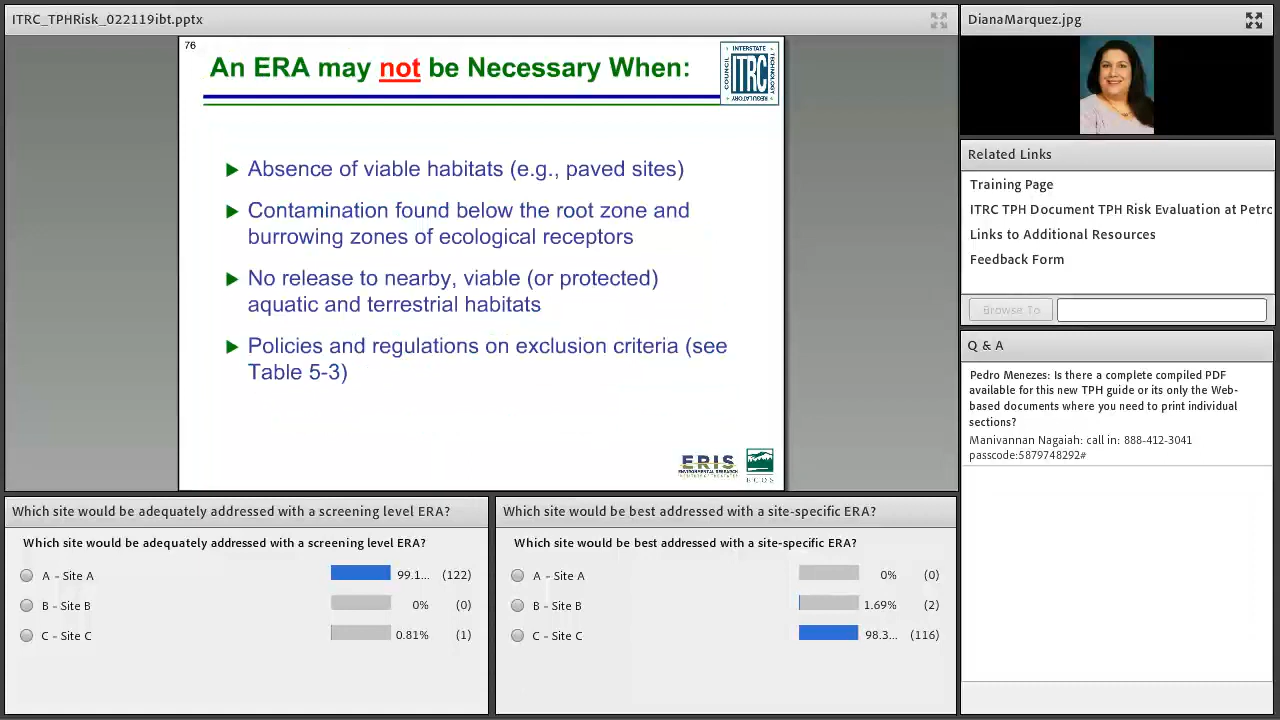 ITRC_TPHRisk_022119ibt.pptx
76
An ERA may not be Necessary When:
INTERSTATE
COUNCIL
ITRC
TECHNOLOGY
REGULATORY
Absence of viable habitats (e.g., paved sites)
Contamination found below the root zone and
burrowing zones of ecological receptors
No release to nearby, viable (or protected)
aquatic and terrestrial habitats
Policies and regulations on exclusion criteria (see
Table 5-3)
ERIS
ECOS
DianaMarquez.jpg
Related Links
Training Page
ITRC TPH Document TPH Risk Evaluation at Petro
Links to Additional Resources
Feedback Form
Browse To
Q & A
Pedro Menezes: Is there a complete compiled PDF
available for this new TPH guide or its only the Web-
based documents where you need to print individual
sections?
Manivannan Nagaiah: call in: 888-412-3041
passcode:5879748292#
Which site would be adequately addressed with a screening level ERA?
Which site would be adequately addressed with a screening level ERA?
A - Site A 99.1... (122)
B - Site B 0% (0)
C - Site C 0.81% (1)
Which site would be best addressed with a site-specific ERA?
Which site would be best addressed with a site-specific ERA?
A - Site A 0% (0)
B - Site B 1.69% (2)
C - Site C 98.3... (116)